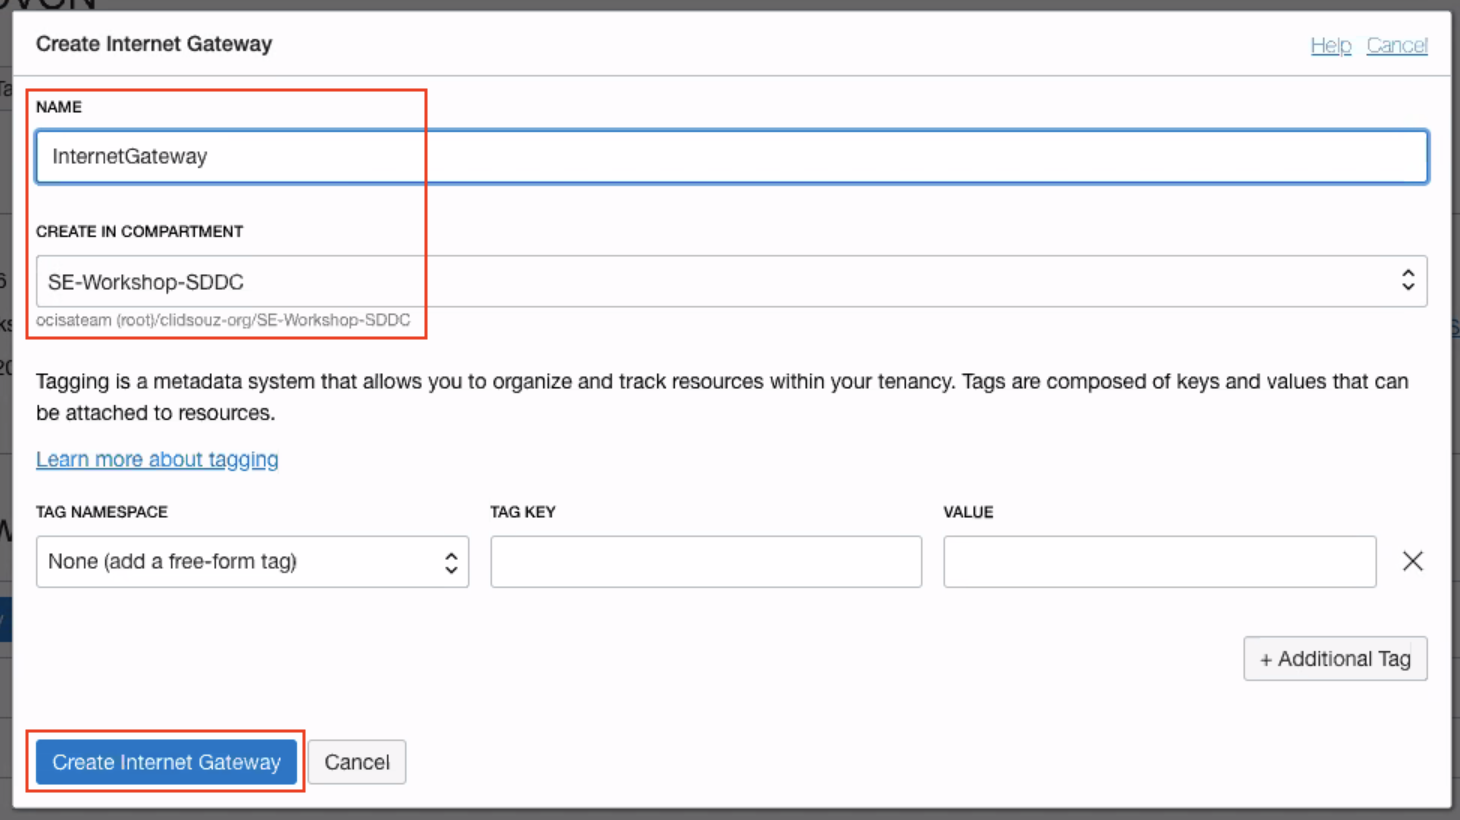 Create Internet Gateway
Help Cancel
NAME
InternetGateway
CREATE IN COMPARTMENT
SE-Workshop-SDDC
ocisateam (root)/clidsouz-org/SE-Workshop-SDDC
Tagging is a metadata system that allows you to organize and track resources within your tenancy. Tags are composed of keys and values that can
be attached to resources.
Learn more about tagging
TAG NAMESPACE TAG KEY VALUE
None (add a free-form tag)
+ Additional Tag
Create Internet Gateway Cancel